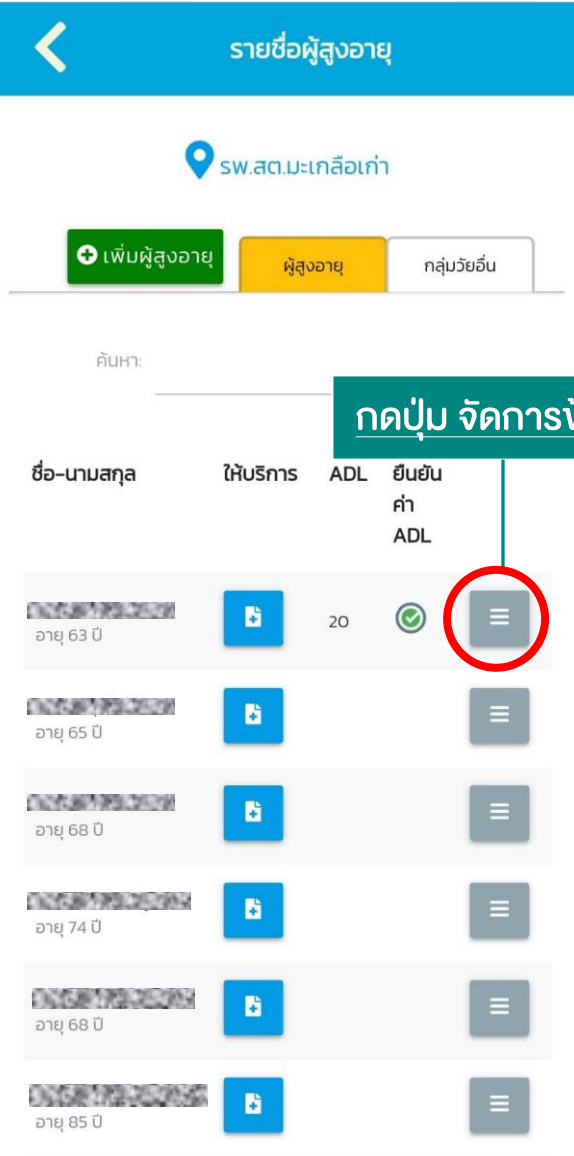 รายชื่อผู้สูงอายุ
รพ.สต.มะเกลือเก่า
เพิ่มผู้สูงอายุ
ผู้สูงอายุ
กลุ่มวัยอื่น
ค้นหา:
กดปุ่ม จัดการ
ชื่อ-นามสกุล ให้บริการ ADL ยืนยัน
ค่า
ADL
20
อายุ 63 ปี
อายุ 65 ปี
อายุ 68 ปี
อายุ 74 ปี
อายุ 68 ปี
อายุ 85 ปี